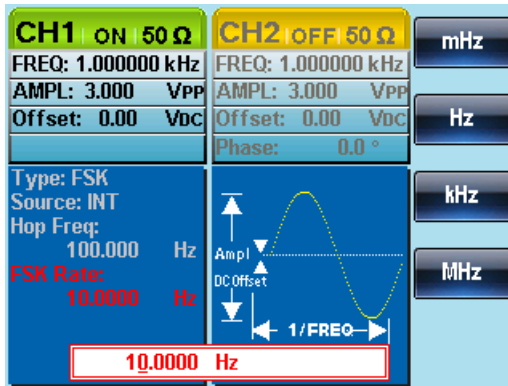 CH1 ON 50 Ω
FREQ: 1.000000 kHz
AMPL: 3.000 VPP
Offset: 0.00 VDC
CH2 OFF 50 Ω
FREQ: 1.000000 kHz
AMPL: 3.000 VPP
Offset: 0.00 VDC
Phase: 0.0 °
Type: FSK
Source: INT
Hop Freq:
100.000 Hz
FSK Rate:
10.0000 Hz
Ampl
DC Offset
1/FREQ
10.0000 Hz
mHz
Hz
kHz
MHz